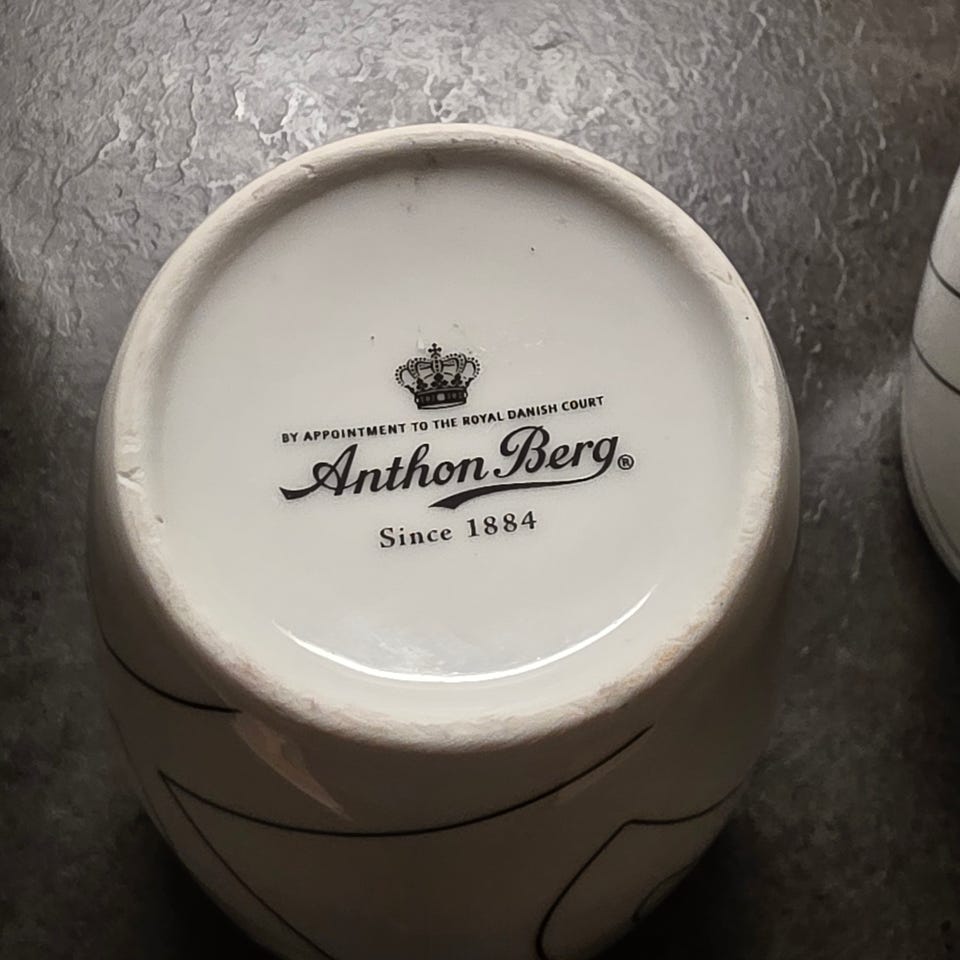 BY APPOINTMENT TO THE ROYAL DANISH COURT
Anthon Berg®
Since 1884